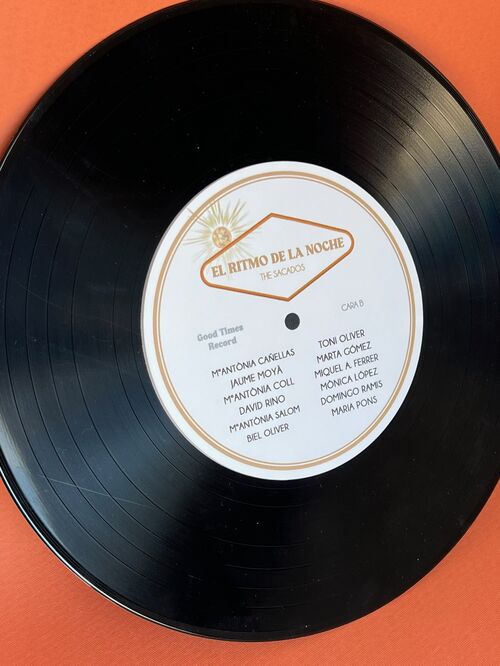 EL RITMO DE LA NOCHE
THE SACADOS
CARA B
Good Times
Record
MªANTÒNIA CAÑELLAS
JAUME MOYÀ
MªANTÒNIA COLL
DAVID RINO
MªANTÒNIA SALOM
BIEL OLIVER
TONI OLIVER
MARTA GÓMEZ
MIQUEL A. FERRER
MÒNICA LÓPEZ
DOMINGO RAMIS
MARIA PONS